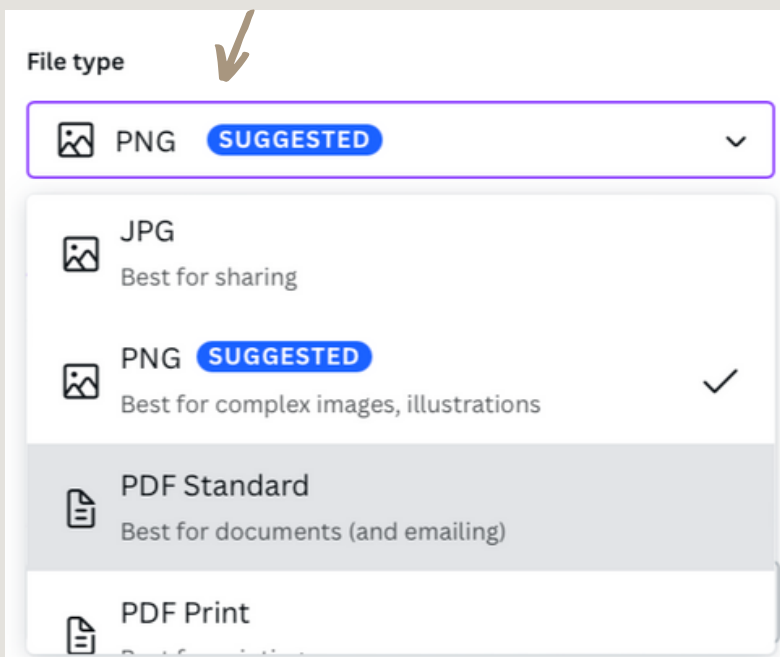 File type
PNG SUGGESTED
JPG
Best for sharing
PNG SUGGESTED
Best for complex images, illustrations
PDF Standard
Best for documents (and emailing)
PDF Print